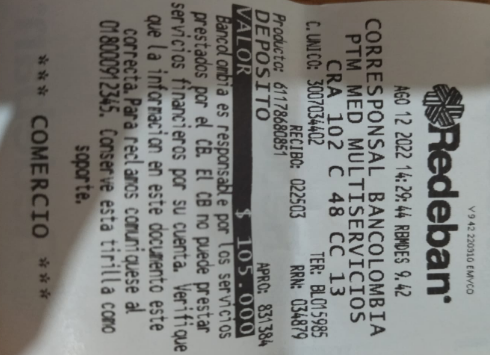 V 9.42 220310 EMVCO
Redeban
AGO 12 2022 14:29:44 RBMDES 9.42
CORRESPONSAL BANCOLOMBIA
PTM MED MULTISERVICIOS
CRA 102 C 48 CC 13
C.UNICO: 3007034402 TER: BL015985
RECIBO: 022503 RRN: 034879
Producto: 61178680851
DEPOSITO APRO: 831384
VALOR $ 105.000
Bancolombia es responsable por los servicios
prestados por el CB. El CB no puede prestar
servicios financieros por su cuenta. Verifique
que la informacion en este documento este
correcta. Para reclamos comuniquese al
018000912345. Conserve esta tirilla como
soporte.
*** COMERCIO ***